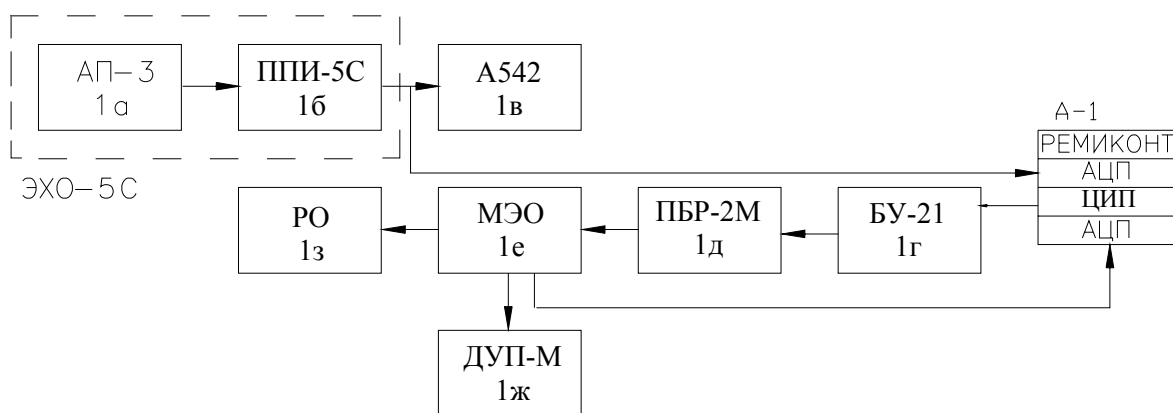 АП-3
1а
ППИ-5С
1б
А542
1в
ЭХО-5С
А-1
РЕМИКОНТ
АЦП
ЦИП
АЦП
РО
1з
МЭО
1е
ПБР-2М
1д
БУ-21
1г
ДУП-М
1ж